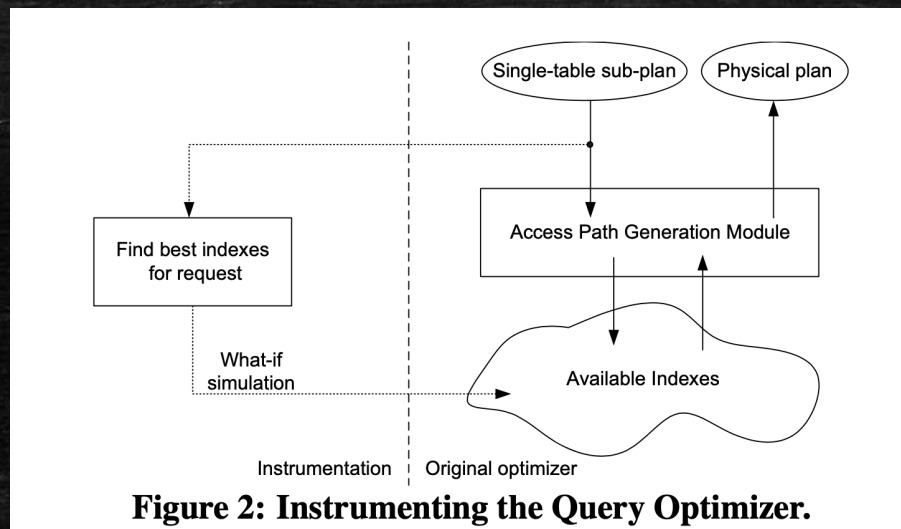 Single-table sub-plan
Physical plan
Access Path Generation Module
Find best indexes
for request
What-if
simulation
Available Indexes
Instrumentation
Original optimizer
Figure 2: Instrumenting the Query Optimizer.